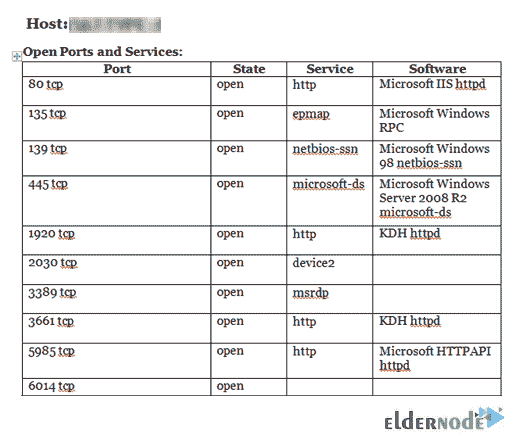 Host:
Open Ports and Services:
Port State Service Software
80 tcp open http Microsoft IIS httpd
135 tcp open epmap Microsoft Windows
RPC
139 tcp open netbios-ssn Microsoft Windows
98 netbios-ssn
445 tcp open microsoft-ds Microsoft Windows
Server 2008 R2
microsoft-ds
1920 tcp open http KDH httpd
2030 tcp open device2
3389 tcp open msrdp
3661 tcp open http KDH httpd
5985 tcp open http Microsoft HTTPAPI
httpd
6014 tcp open
eLDERNODE